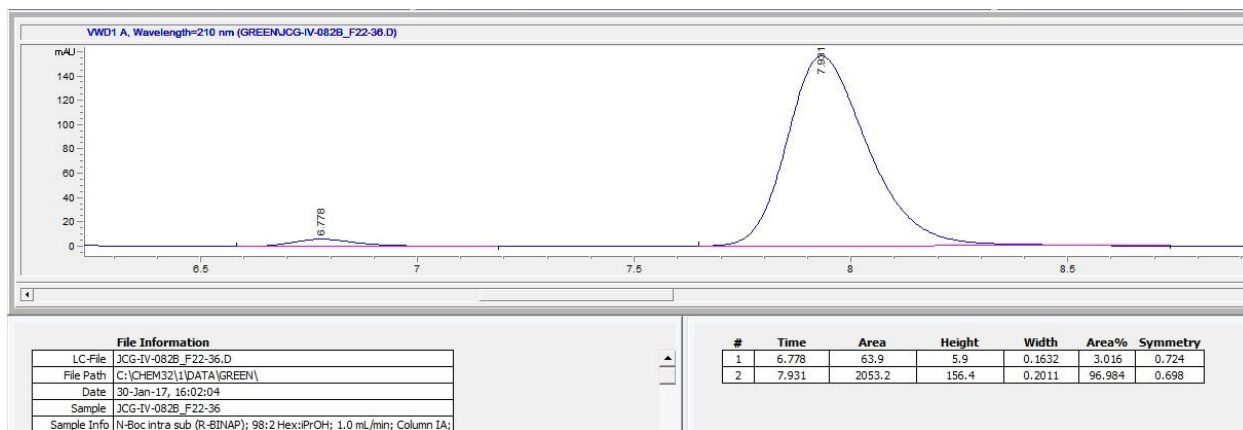 VWD1 A, Wavelength=210 nm (GREEN\JCG-IV-082B_F22-36.D)
mAU
140
120
100
80
60
40
20
0
6.778
7.931
6.5 7 7.5 8 8.5
File Information
LC-File JCG-IV-082B_F22-36.D
File Path C:\CHEM32\1\DATA\GREEN\
Date 30-Jan-17, 16:02:04
Sample JCG-IV-082B_F22-36
Sample Info N-Boc intra sub (R-BINAP); 98:2 Hex:iPrOH; 1.0 mL/min; Column IA;
# Time Area Height Width Area% Symmetry
1 6.778 63.9 5.9 0.1632 3.016 0.724
2 7.931 2053.2 156.4 0.2011 96.984 0.698